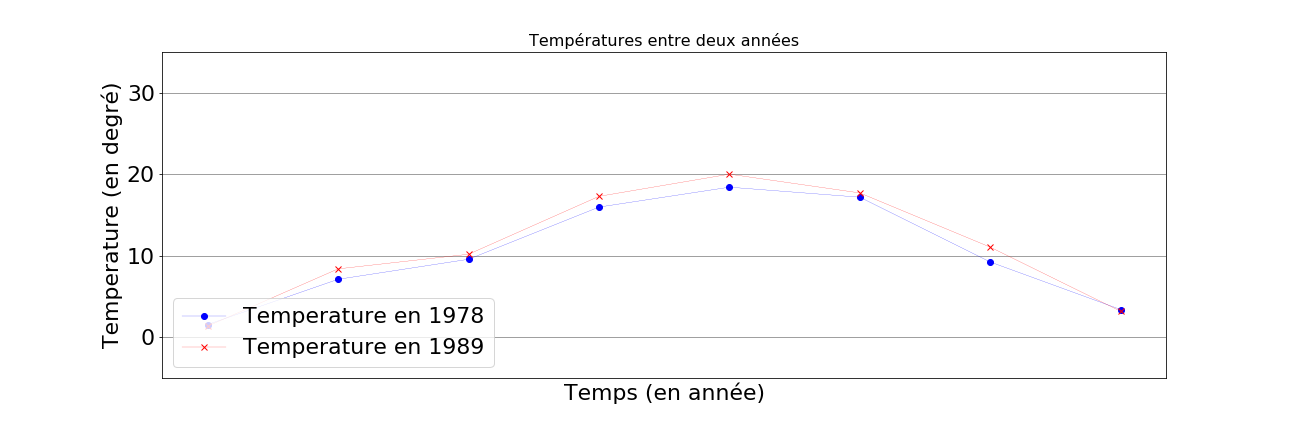 Températures entre deux années
Temperature (en degré)
30
20
10
0
Temperature en 1978
Temperature en 1989
Temps (en année)